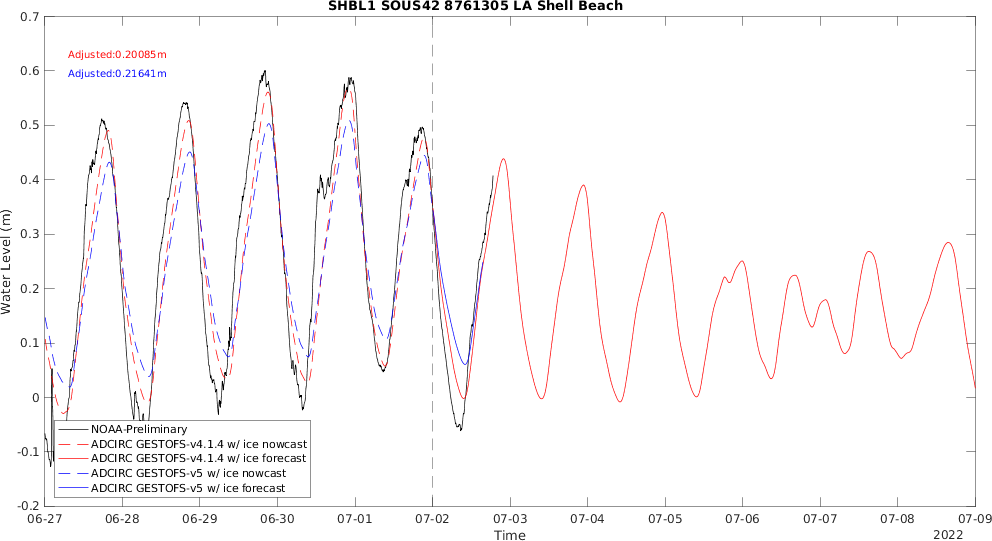 SHBL1 SOUS42 8761305 LA Shell Beach
Adjusted:0.20085m
Adjusted:0.21641m
0.7
0.6
0.5
0.4
0.3
0.2
0.1
0
-0.1
-0.2
Water Level (m)
NOAA-Preliminary
ADCIRC GESTOFS-v4.1.4 w/ ice nowcast
ADCIRC GESTOFS-v4.1.4 w/ ice forecast
ADCIRC GESTOFS-v5 w/ ice nowcast
ADCIRC GESTOFS-v5 w/ ice forecast
06-27 06-28 06-29 06-30 07-01 07-02 07-03 07-04 07-05 07-06 07-07 07-08 07-09
Time
2022